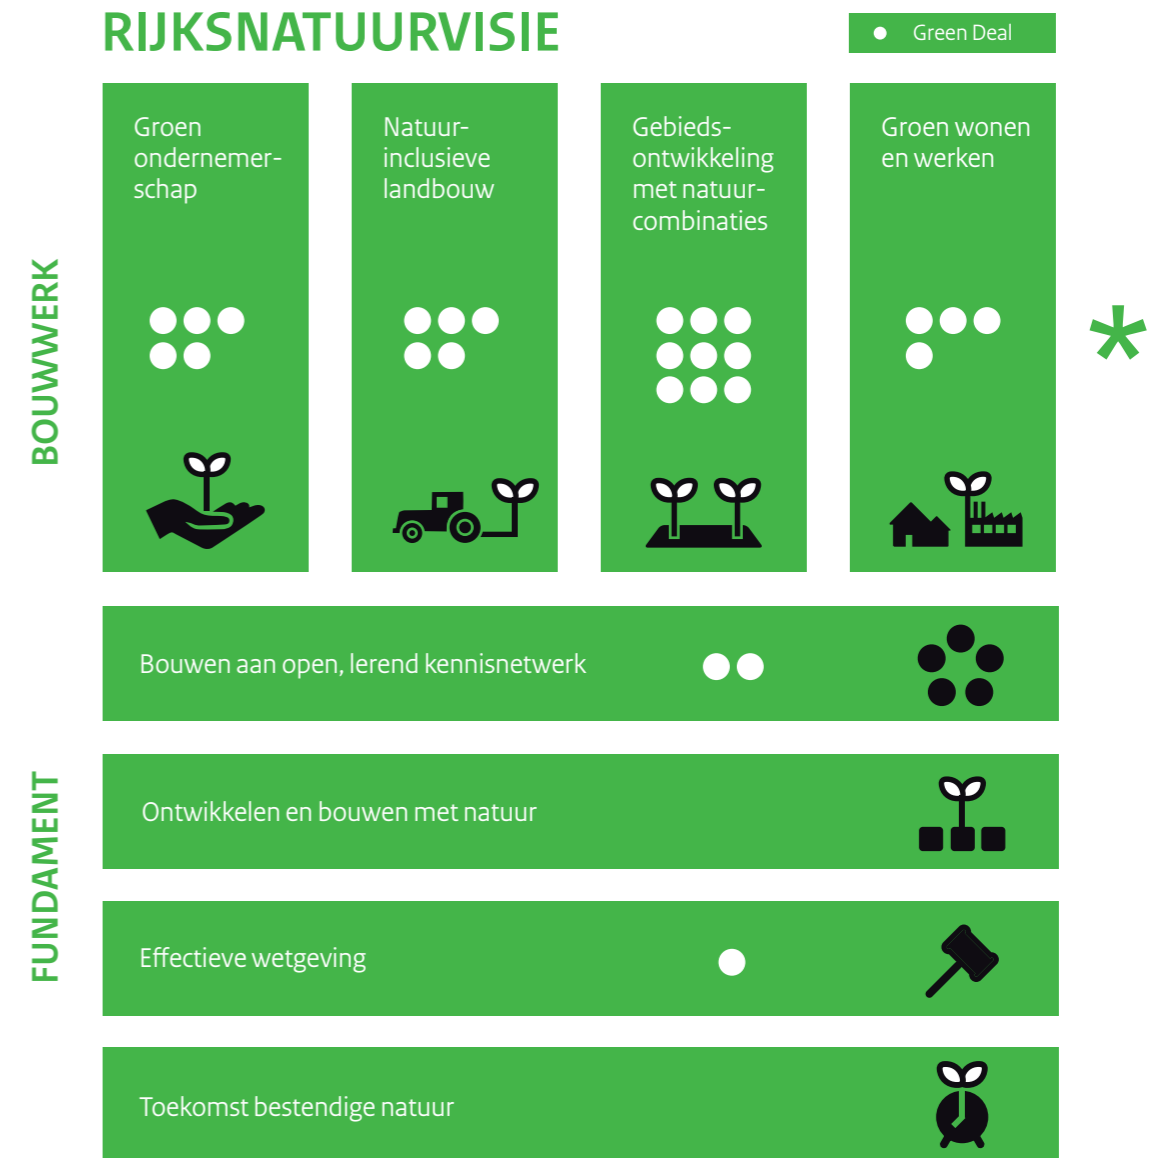 RIJKSNATUURVISIE
Green Deal
BOUWWERK
Groen
ondernemer-
schap
Natuur-
inclusieve
landbouw
Gebieds-
ontwikkeling
met natuur-
combinaties
Groen wonen
en werken
*
FUNDAMENT
Bouwen aan open, lerend kennisnetwerk
Ontwikkelen en bouwen met natuur
Effectieve wetgeving
Toekomst bestendige natuur